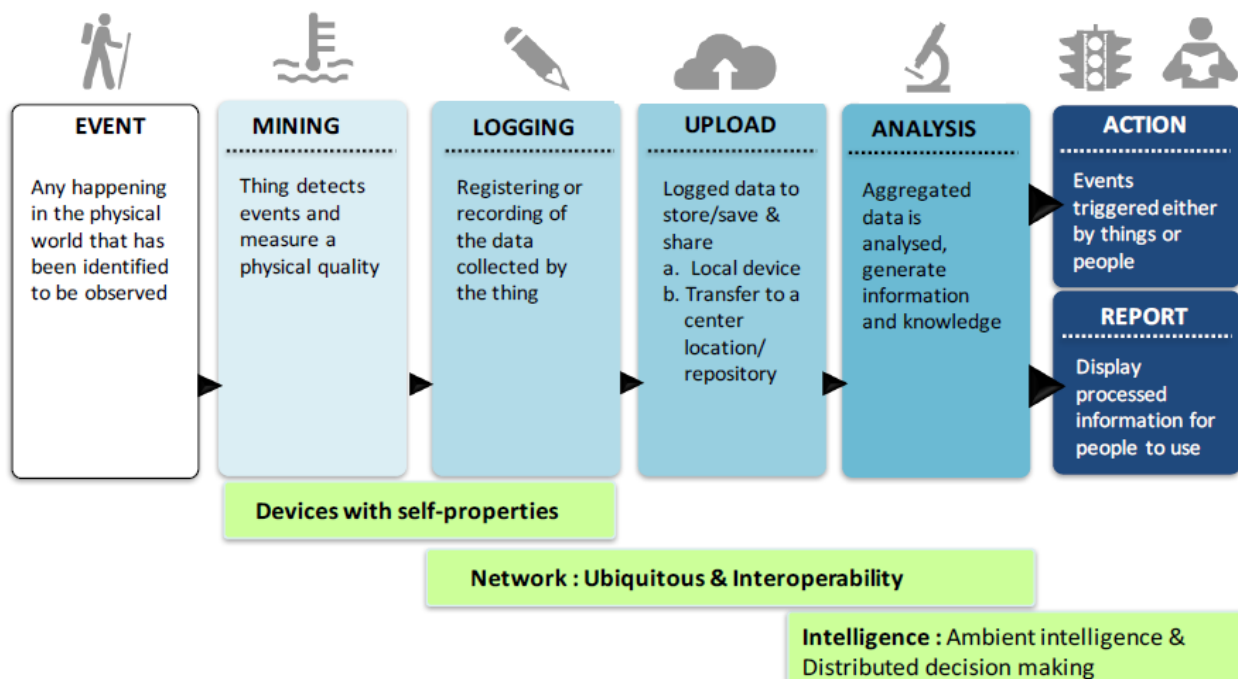 EVENT
Any happening
in the physical
world that has
been identified
to be observed
MINING
Thing detects
events and
measure a
physical quality
LOGGING
Registering or
recording of
the data
collected by
the thing
UPLOAD
Logged data to
store/save &
share
a. Local device
b. Transfer to a
center
location/
repository
ANALYSIS
Aggregated
data is
analysed,
generate
information
and knowledge
ACTION
Events
triggered either
by things or
people
REPORT
Display
processed
information for
people to use
Devices with self-properties
Network : Ubiquitous & Interoperability
Intelligence : Ambient intelligence &
Distributed decision making